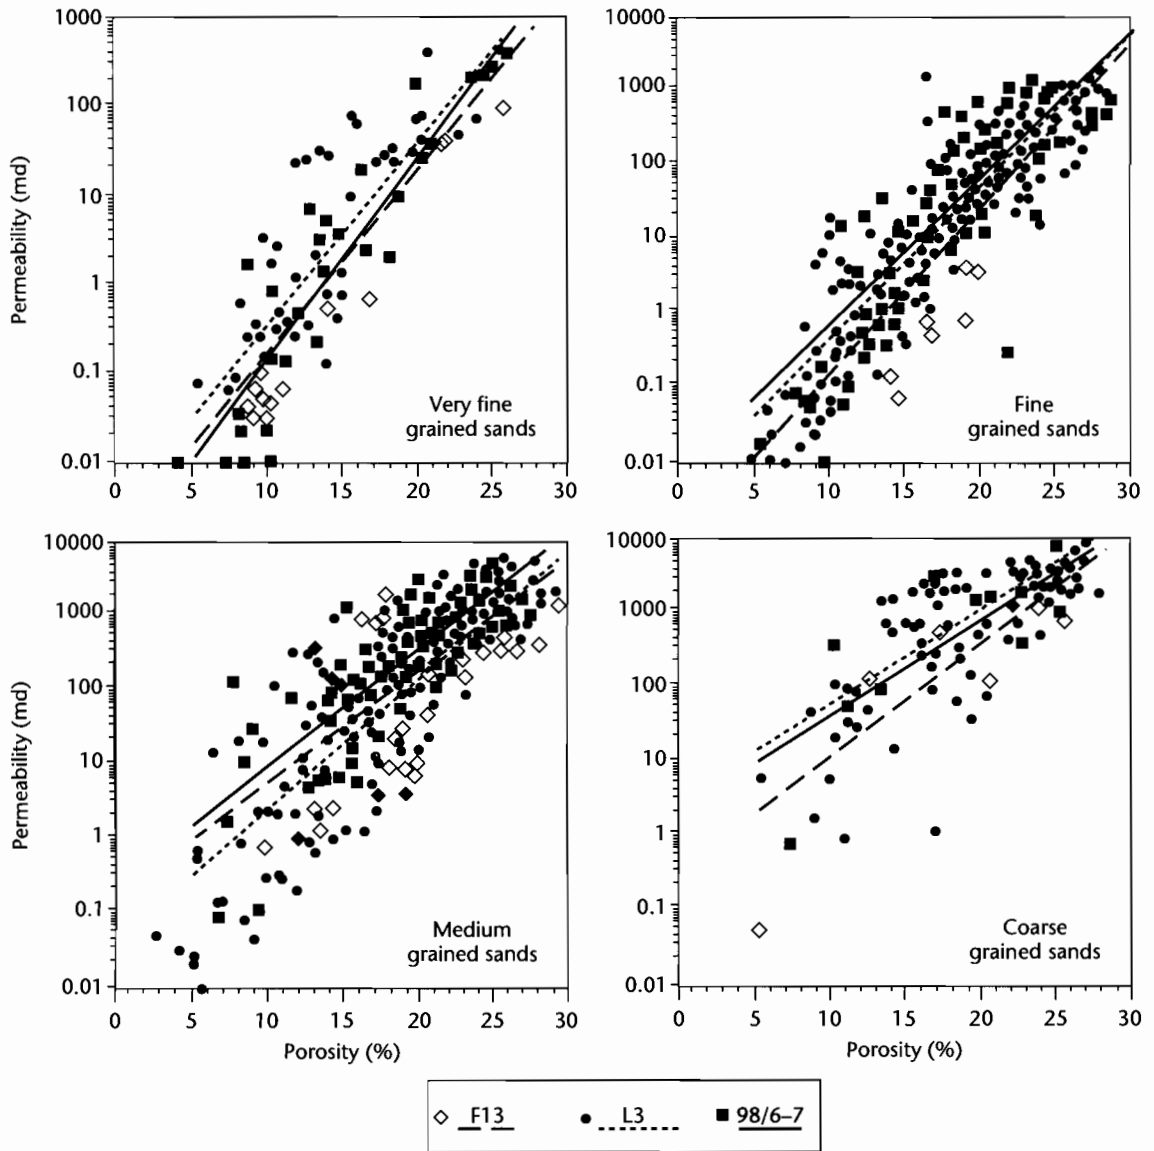 1000
100
10
1
0.1
0.01
Permeability (md)
Very fine
grained sands
0 5 10 15 20 25 30
10000
1000
100
10
1
0.1
0.01
Fine
grained sands
0 5 10 15 20 25 30
10000
1000
100
10
1
0.1
0.01
Permeability (md)
Medium
grained sands
0 5 10 15 20 25 30
Porosity (%)
10000
1000
100
10
1
0.1
0.01
Coarse
grained sands
0 5 10 15 20 25 30
Porosity (%)
F13 L3 98/6–7